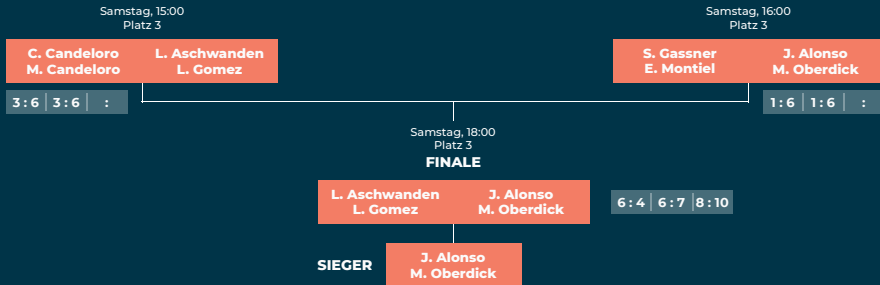 Samstag, 15:00
Platz 3
C. Candeloro L. Aschwanden
M. Candeloro L. Gomez
3:6 | 3:6 | :
Samstag, 16:00
Platz 3
S. Gassner J. Alonso
E. Montiel M. Oberdick
1:6 | 1:6 | :
Samstag, 18:00
Platz 3
FINALE
L. Aschwanden J. Alonso
L. Gomez M. Oberdick
6:4 | 6:7 | 8:10
SIEGER
J. Alonso
M. Oberdick